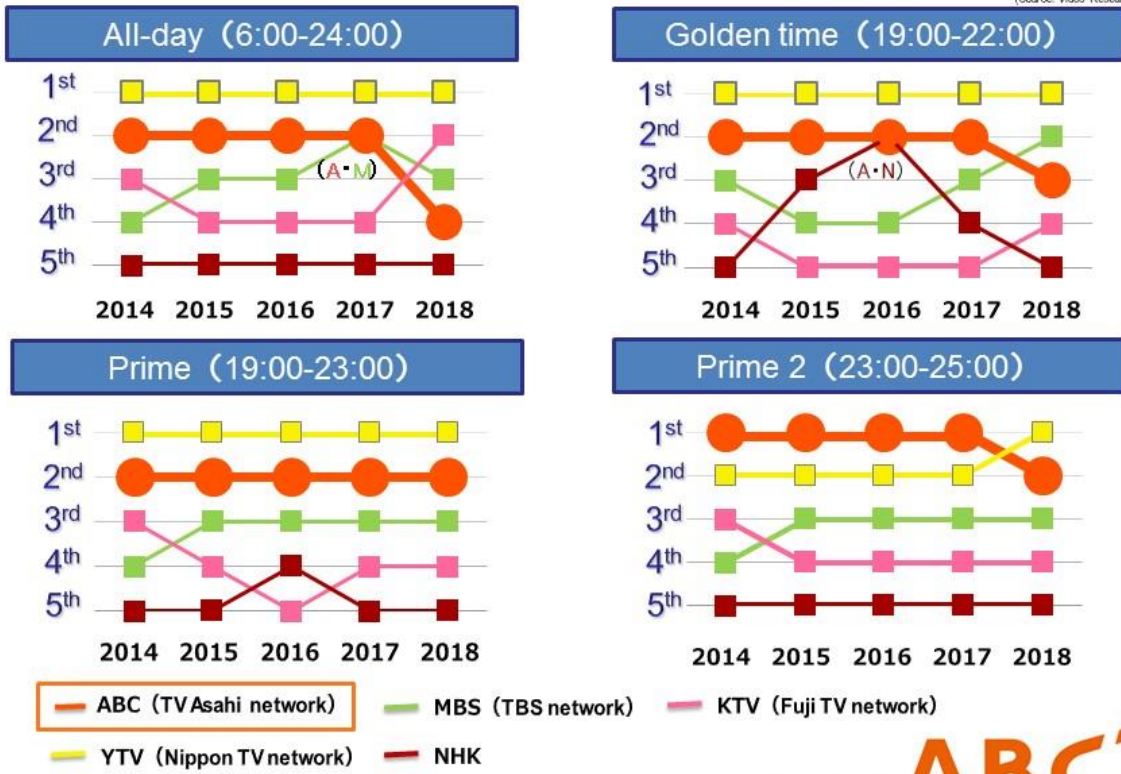 All-day（6:00-24:00）
1st
2nd
3rd
4th
5th
(A・M)
2014 2015 2016 2017 2018
Golden time（19:00-22:00）
1st
2nd
3rd
4th
5th
(A・N)
2014 2015 2016 2017 2018
Prime（19:00-23:00）
1st
2nd
3rd
4th
5th
2014 2015 2016 2017 2018
Prime 2（23:00-25:00）
1st
2nd
3rd
4th
5th
2014 2015 2016 2017 2018
ABC（TV Asahi network） MBS（TBS network） KTV（Fuji TV network）
YTV（Nippon TV network） NHK
ABC